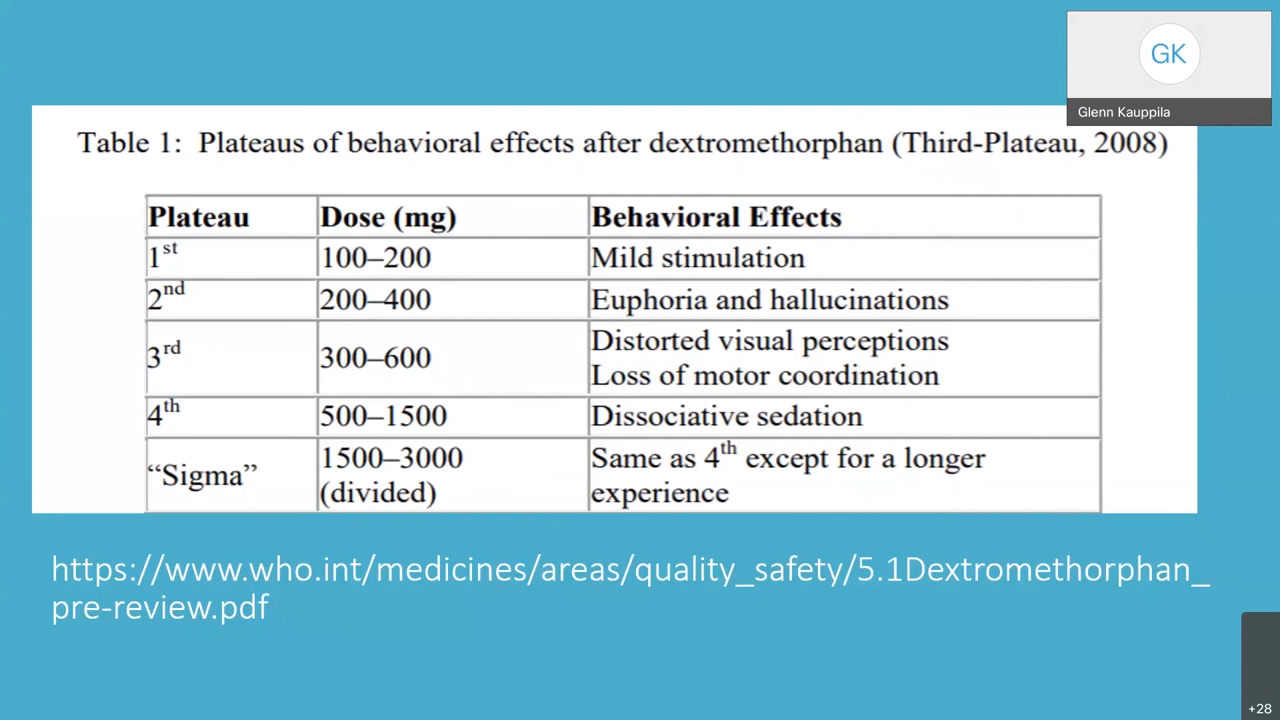 GK
Glenn Kauppila
Table 1: Plateaus of behavioral effects after dextromethorphan (Third-Plateau, 2008)
Plateau Dose (mg) Behavioral Effects
1st 100–200 Mild stimulation
2nd 200–400 Euphoria and hallucinations
3rd 300–600 Distorted visual perceptions
Loss of motor coordination
4th 500–1500 Dissociative sedation
“Sigma” 1500–3000 Same as 4th except for a longer
(divided) experience
https://www.who.int/medicines/areas/quality_safety/5.1Dextromethorphan_
pre-review.pdf
+28